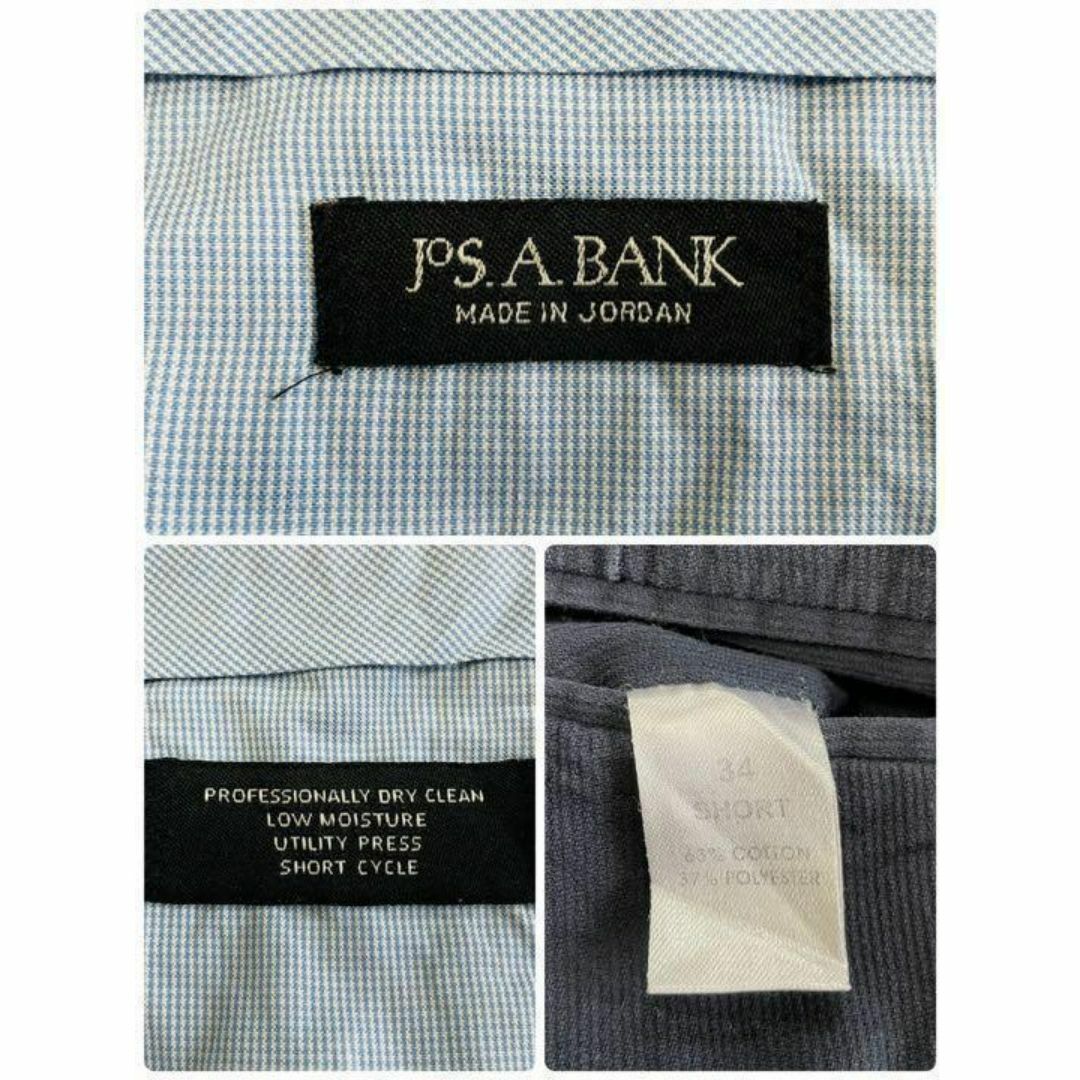 JOS. A. BANK
MADE IN JORDAN
PROFESSIONALLY DRY CLEAN
LOW MOISTURE
UTILITY PRESS
SHORT CYCLE
34
SHORT
63% COTTON
37% POLYESTER